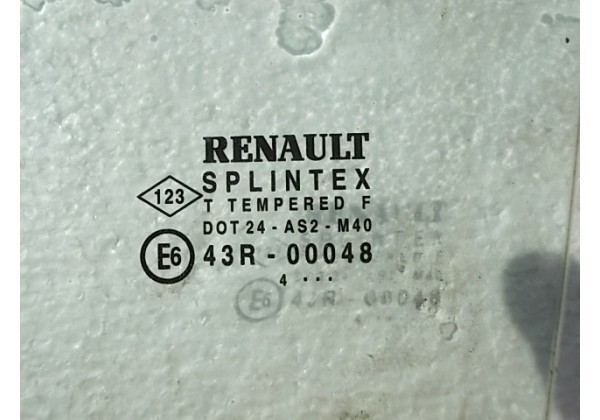 RENAULT
123 SPLINTEX
T TEMPERED F
DOT 24 - AS2 - M40
E6 43R - 00048
4 ...